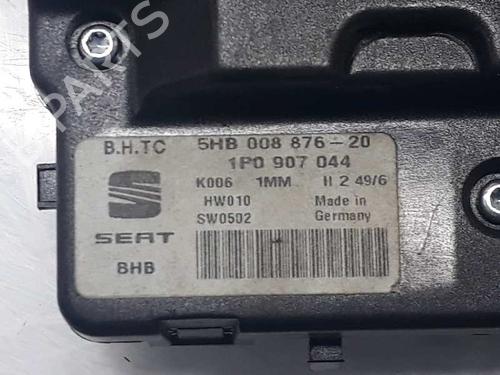 B.H.TC 5HB 008 876-20
1P0 907 044
K006 1MM II 2 49/6
HW010 Made in
SW0502 Germany
SEAT
BHB
PARTS